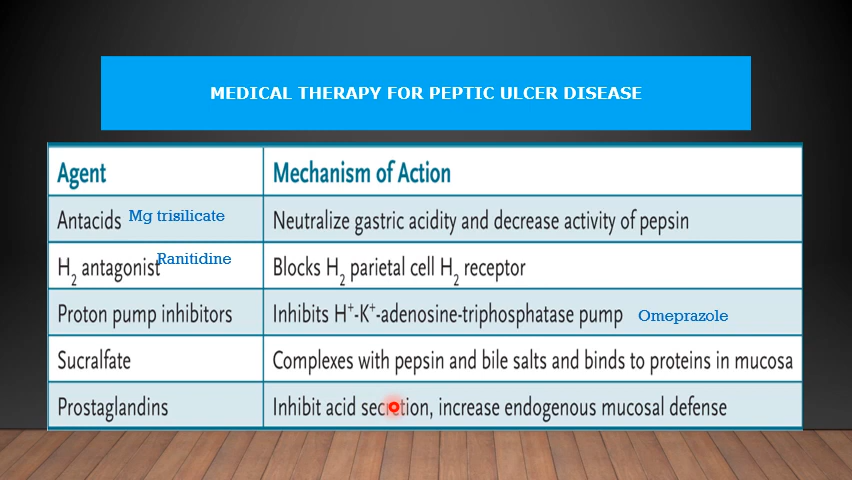 MEDICAL THERAPY FOR PEPTIC ULCER DISEASE
Agent Mechanism of Action
Antacids Mg trisilicate Neutralize gastric acidity and decrease activity of pepsin
H₂ antagonist Ranitidine Blocks H₂ parietal cell H₂ receptor
Proton pump inhibitors Inhibits H⁺-K⁺-adenosine-triphosphatase pump Omeprazole
Sucralfate Complexes with pepsin and bile salts and binds to proteins in mucosa
Prostaglandins Inhibit acid secretion, increase endogenous mucosal defense